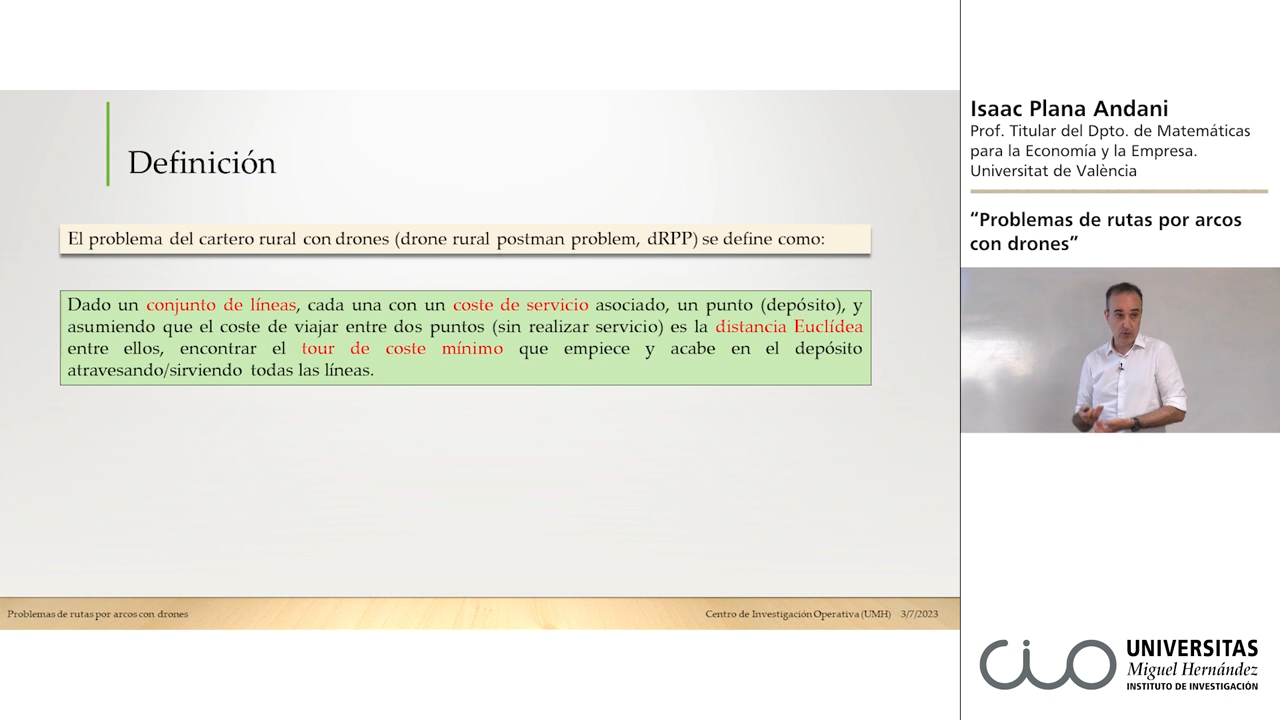 Definición
El problema del cartero rural con drones (drone rural postman problem, dRPP) se define como:
Dado un conjunto de líneas, cada una con un coste de servicio asociado, un punto (depósito), y
asumiendo que el coste de viajar entre dos puntos (sin realizar servicio) es la distancia Euclídea
entre ellos, encontrar el tour de coste mínimo que empiece y acabe en el depósito
atravesando/sirviendo todas las líneas.
Problemas de rutas por arcos con drones
Centro de Investigación Operativa (UMH) 3/7/2023
Isaac Plana Andani
Prof. Titular del Dpto. de Matemáticas
para la Economía y la Empresa.
Universitat de València
“Problemas de rutas por arcos
con drones”
cio
UNIVERSITAS
Miguel Hernández
INSTITUTO DE INVESTIGACIÓN